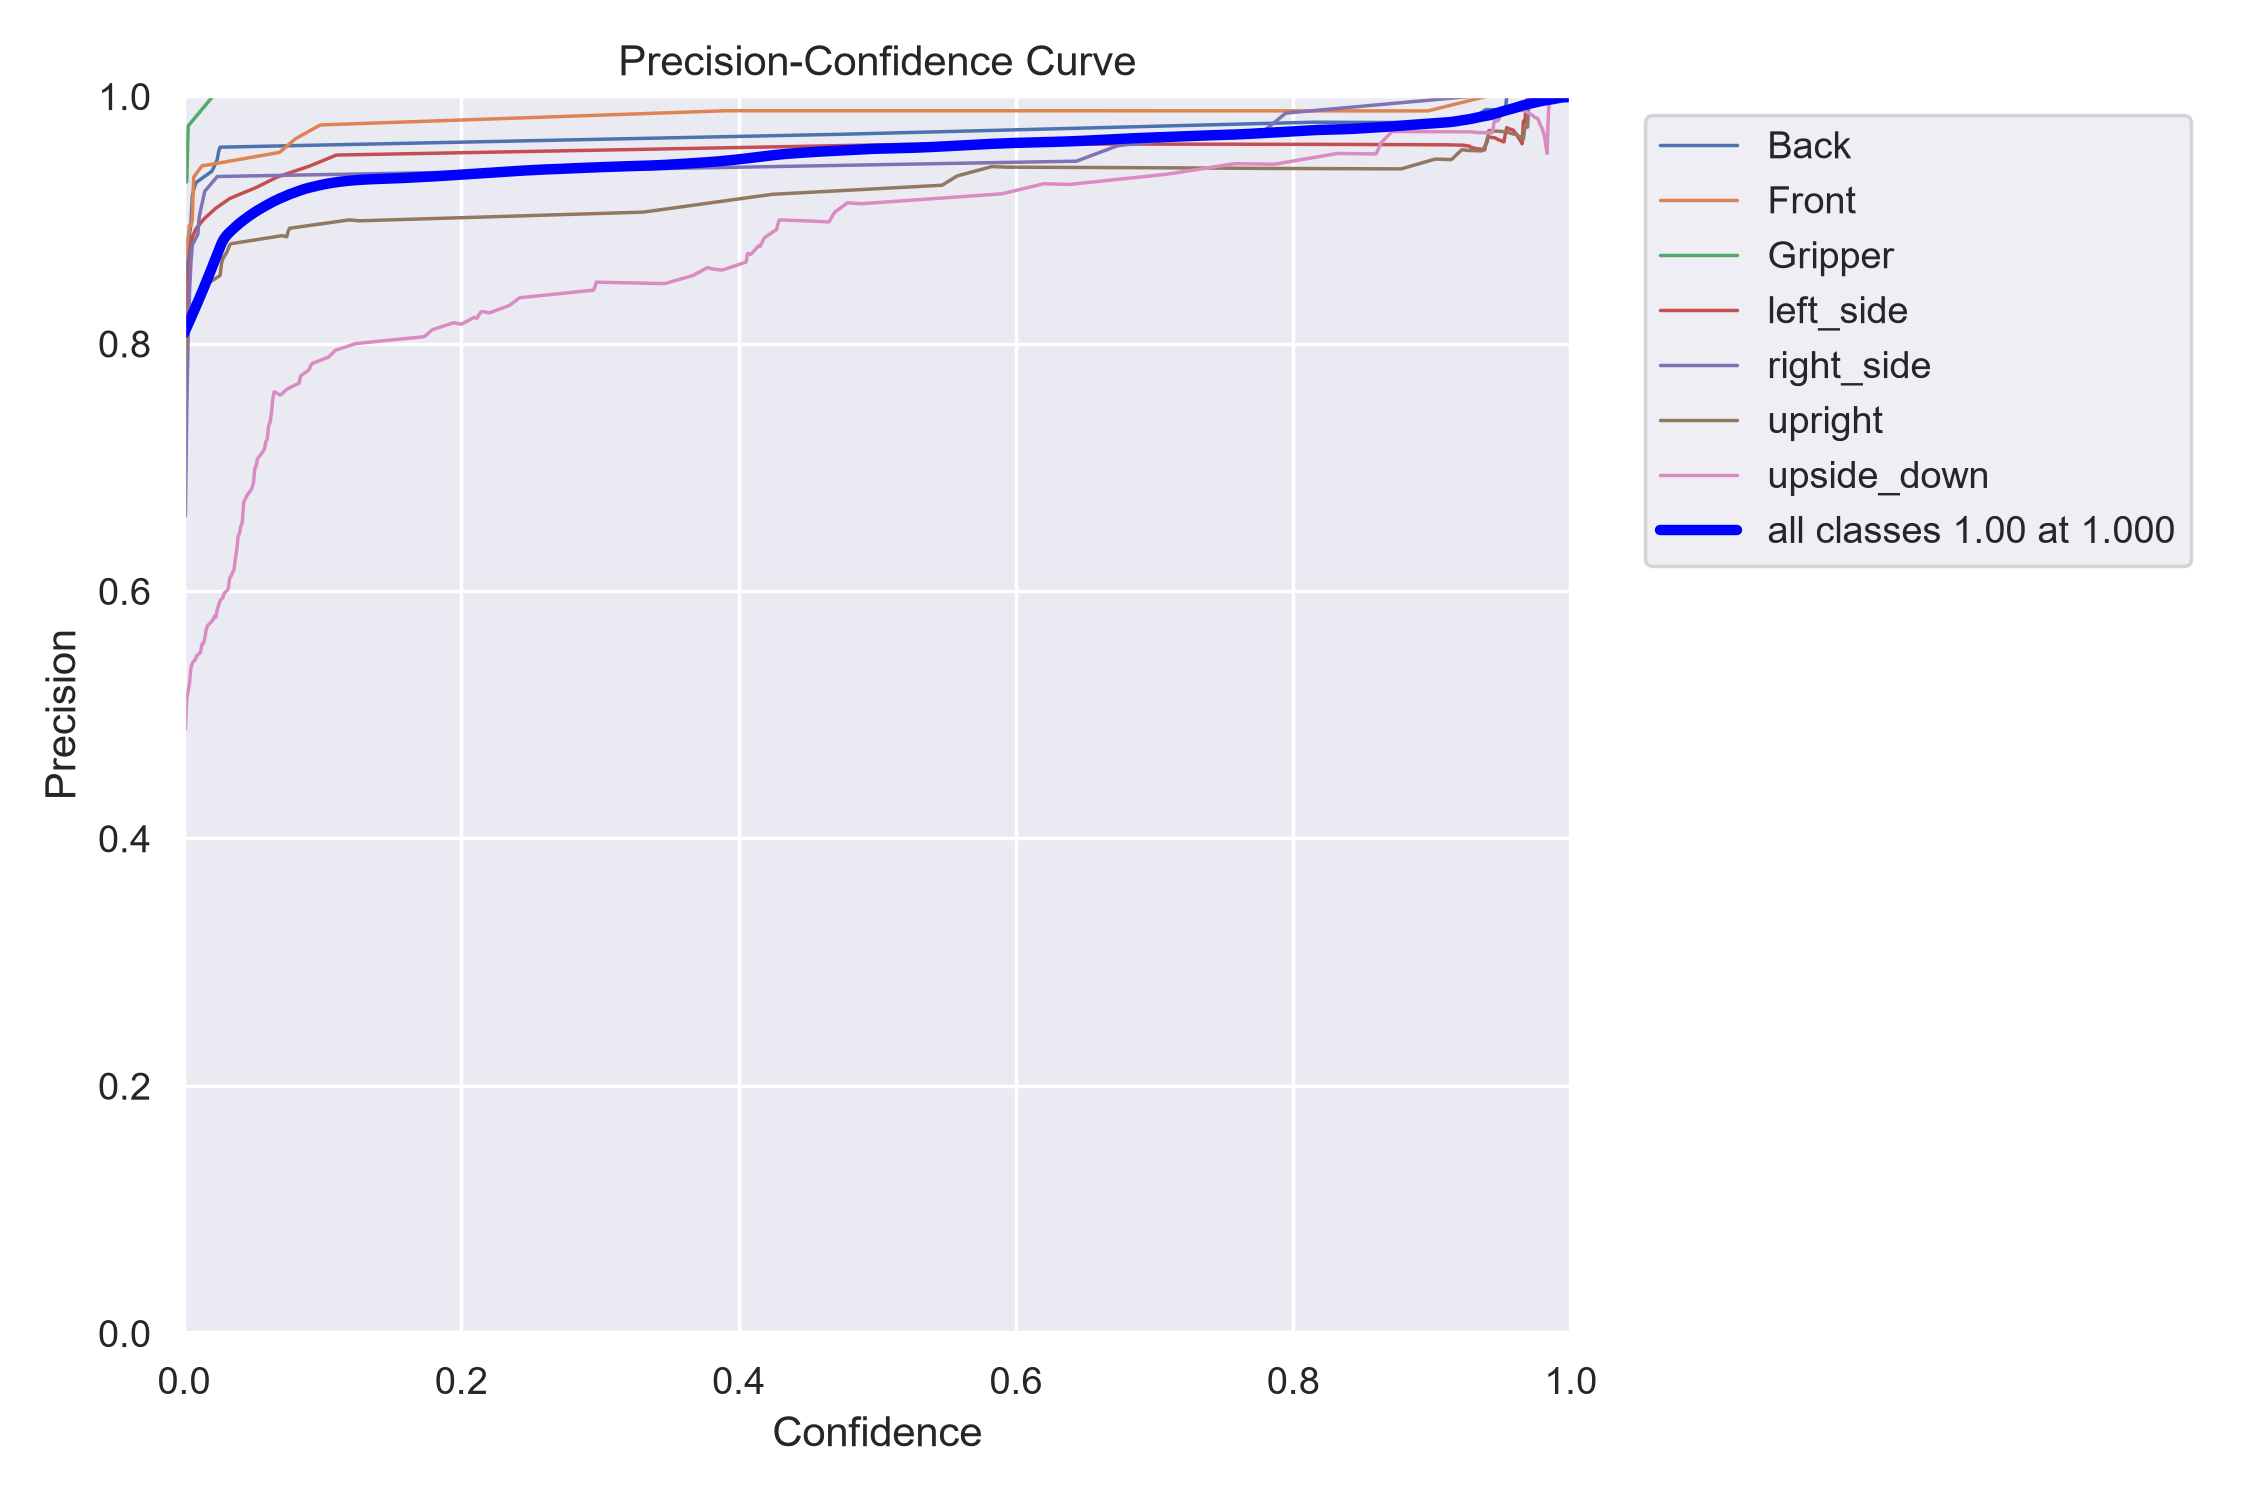 Precision-Confidence Curve
1.0
0.8
0.6
0.4
0.2
0.0
Precision
0.0 0.2 0.4 0.6 0.8 1.0
Confidence
Back
Front
Gripper
left_side
right_side
upright
upside_down
all classes 1.00 at 1.000